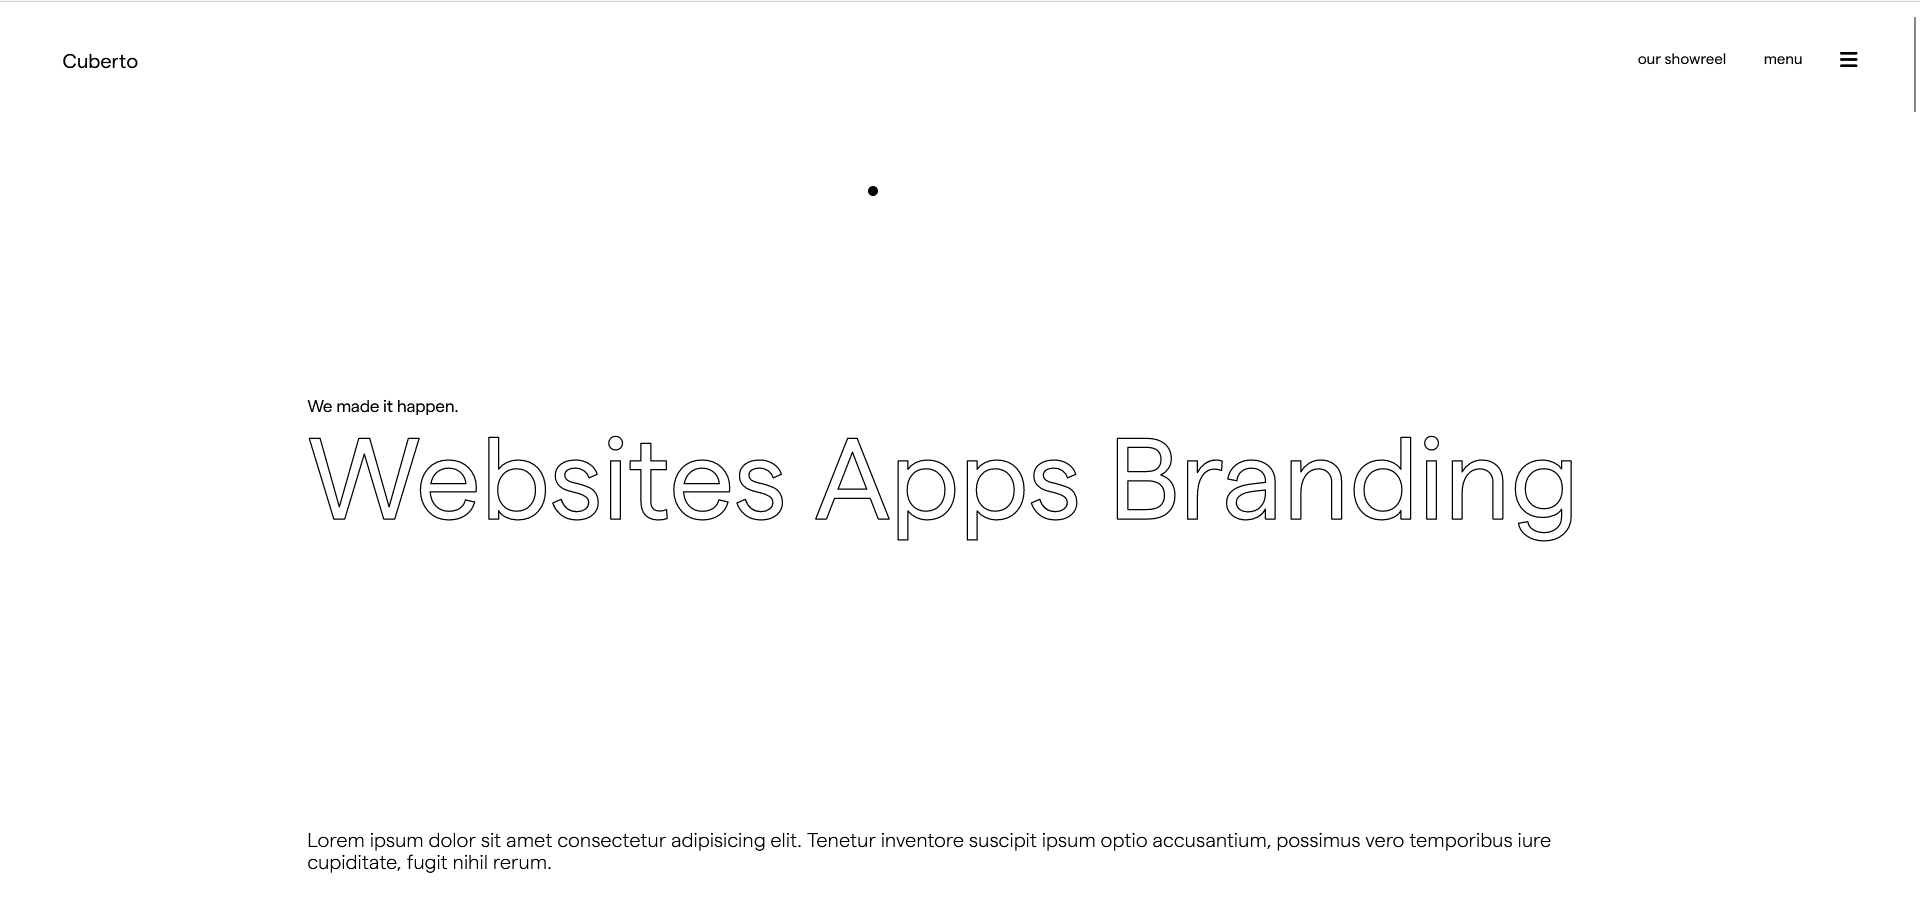 Cuberto
our showreel menu
We made it happen.
Websites Apps Branding
Lorem ipsum dolor sit amet consectetur adipisicing elit. Tenetur inventore suscipit ipsum optio accusantium, possimus vero temporibus iure
cupiditate, fugit nihil rerum.